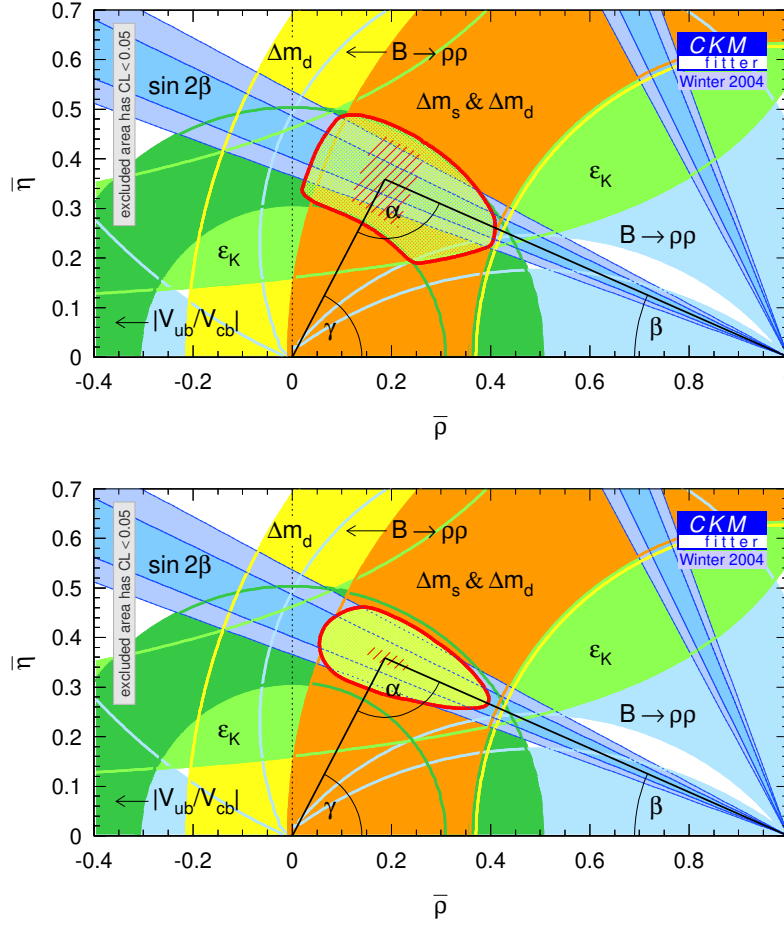 0.7
0.6
0.5
0.4
0.3
0.2
0.1
0
η̅
excluded area has CL < 0.05
Δm_d
← B → ρρ
CKM
fitter
Winter 2004
sin 2β
Δm_s & Δm_d
ε_K
α
B → ρρ
ε_K
← |V_ub/V_cb|
γ
β
-0.4 -0.2 0 0.2 0.4 0.6 0.8
ρ̅
0.7
0.6
0.5
0.4
0.3
0.2
0.1
0
η̅
excluded area has CL < 0.05
Δm_d
← B → ρρ
CKM
fitter
Winter 2004
sin 2β
Δm_s & Δm_d
ε_K
α
B → ρρ
ε_K
← |V_ub/V_cb|
γ
β
-0.4 -0.2 0 0.2 0.4 0.6 0.8
ρ̅